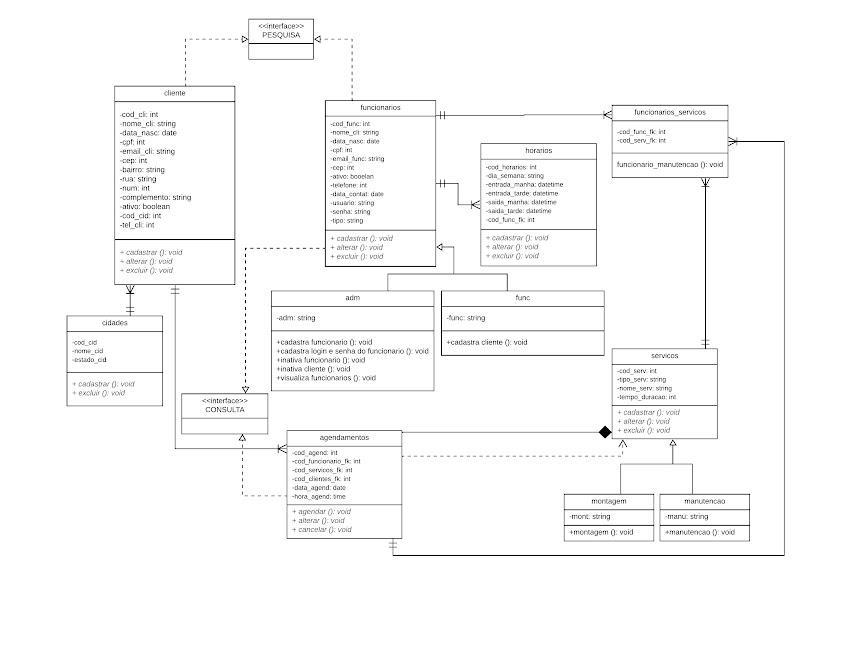 <<interface>>
PESQUISA
cliente
-cod_cli: int
-nome_cli: string
-data_nasc: date
-cpf: int
-email_cli: string
-cep: int
-bairro: string
-rua: string
-num: int
-complemento: string
-ativo: boolean
-cod_cid: int
-tel_cli: int
+ cadastrar (): void
+ alterar (): void
+ excluir (): void
funcionarios
-cod_func: int
-nome_cli: string
-data_nasc: date
-cpf: int
-email_func: string
-cep: int
-ativo: booelan
-telefone: int
-data_contat: date
-usuario: string
-senha: string
-tipo: string
+ cadastrar (): void
+ alterar (): void
+ excluir (): void
funcionarios_servicos
-cod_func_fk: int
-cod_serv_fk: int
funcionario_manutencao (): void
horarios
-cod_horarios: int
-dia_semana: string
-entrada_manha: datetime
-entrada_tarde: datetime
-saida_manha: datetime
-saida_tarde: datetime
-cod_func_fk: int
+ cadastrar (): void
+ alterar (): void
+ excluir (): void
cidades
-cod_cid
-nome_cid
-estado_cid
+ cadastrar (): void
+ excluir (): void
adm
-adm: string
+cadastra funcionario (): void
+cadastra login e senha do funcionario (): void
+inativa funcionario (): void
+inativa cliente (): void
+visualiza funcionarios (): void
func
-func: string
+cadastra cliente (): void
servicos
-cod_serv: int
-tipo_serv: string
-nome_serv: string
-tempo_duracao: int
+ cadastrar (): void
+ alterar (): void
+ excluir (): void
<<interface>>
CONSULTA
agendamentos
-cod_agend: int
-cod_funcionario_fk: int
-cod_servicos_fk: int
-cod_clientes_fk: int
-data_agend: date
-hora_agend: time
+ agendar (): void
+ alterar (): void
+ cancelar (): void
montagem
-mont: string
+montagem (): void
manutencao
-manu: string
+manutencao (): void